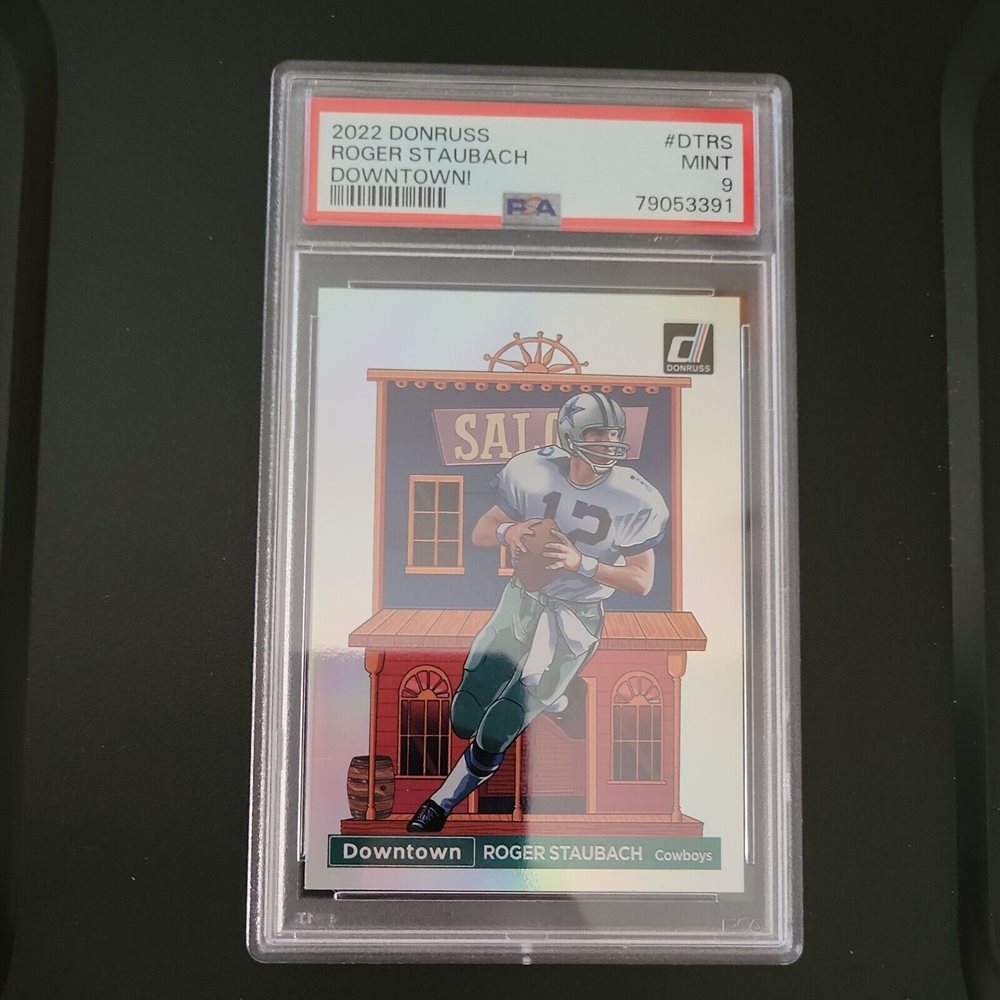 2022 DONRUSS #DTRS
ROGER STAUBACH MINT
DOWNTOWN! 9
PSA 79053391
DONRUSS
SAL
12
Downtown ROGER STAUBACH Cowboys